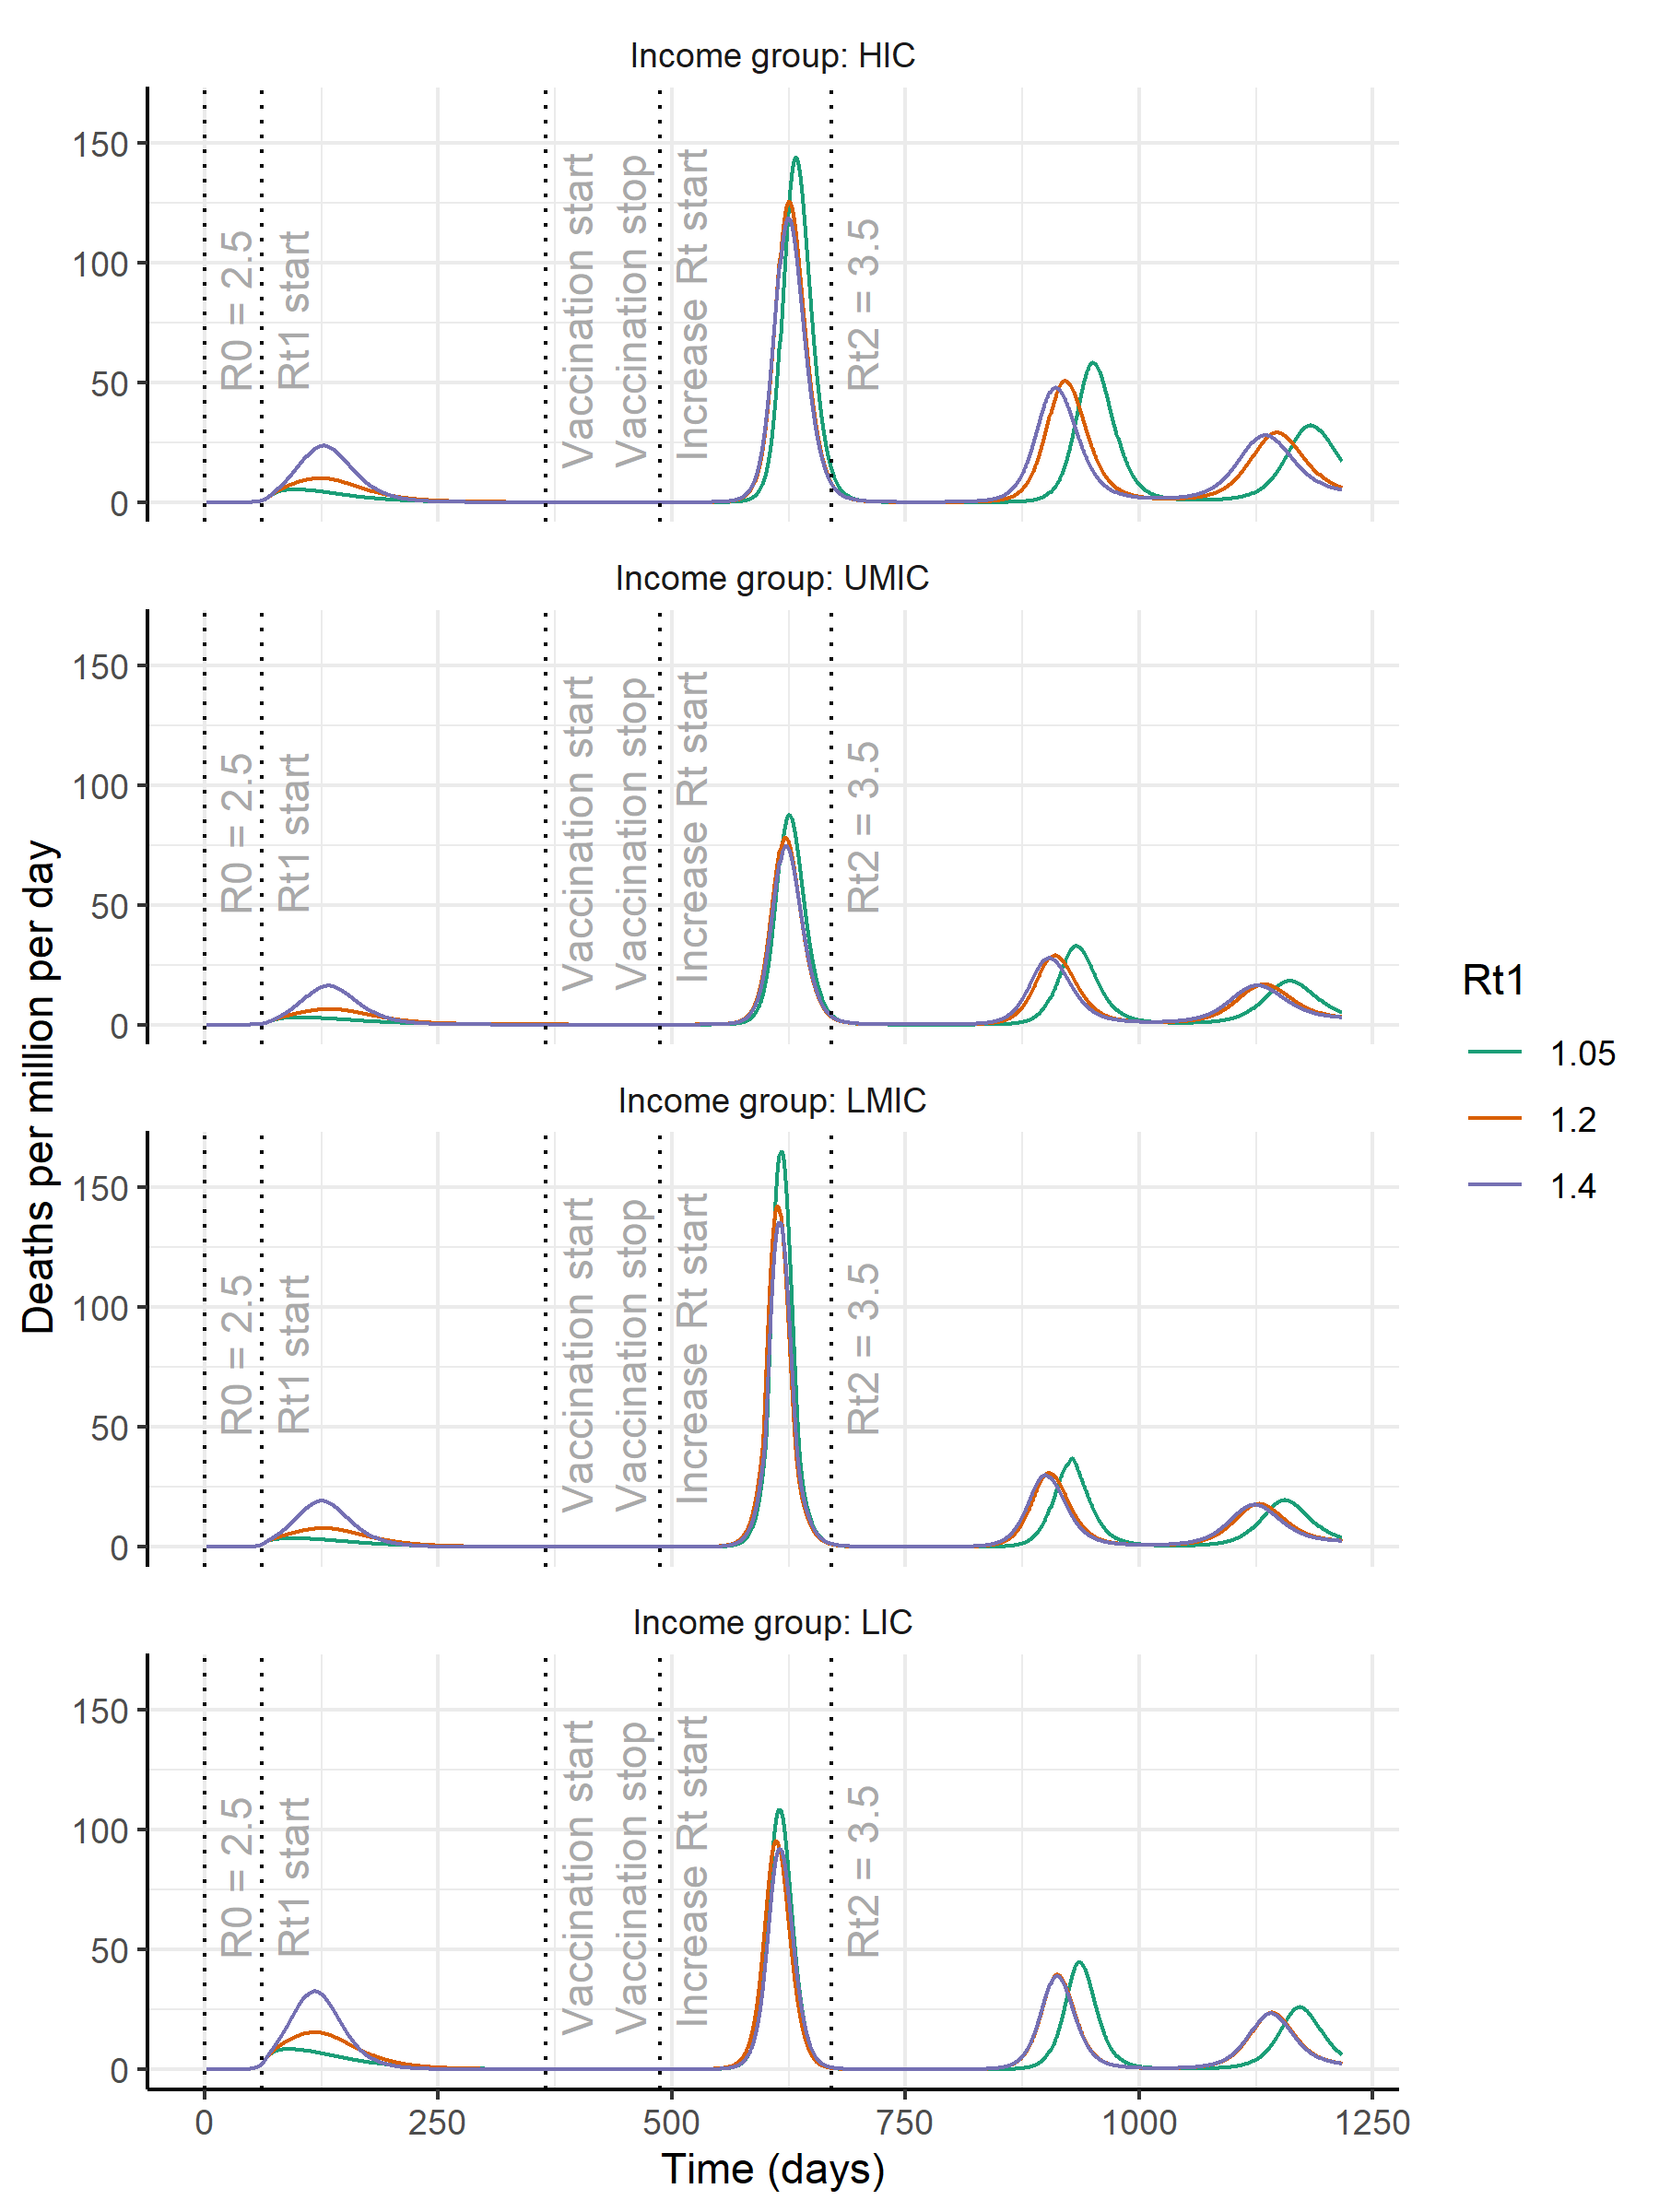 Income group: HIC
150
100
50
0
R0 = 2.5
Rt1 start
Vaccination start
Vaccination stop
Increase Rt start
Rt2 = 3.5
Income group: UMIC
150
100
50
0
R0 = 2.5
Rt1 start
Vaccination start
Vaccination stop
Increase Rt start
Rt2 = 3.5
Income group: LMIC
150
100
50
0
R0 = 2.5
Rt1 start
Vaccination start
Vaccination stop
Increase Rt start
Rt2 = 3.5
Income group: LIC
150
100
50
0
R0 = 2.5
Rt1 start
Vaccination start
Vaccination stop
Increase Rt start
Rt2 = 3.5
0
250
500
750
1000
1250
Time (days)
Deaths per million per day
Rt1
1.05
1.2
1.4